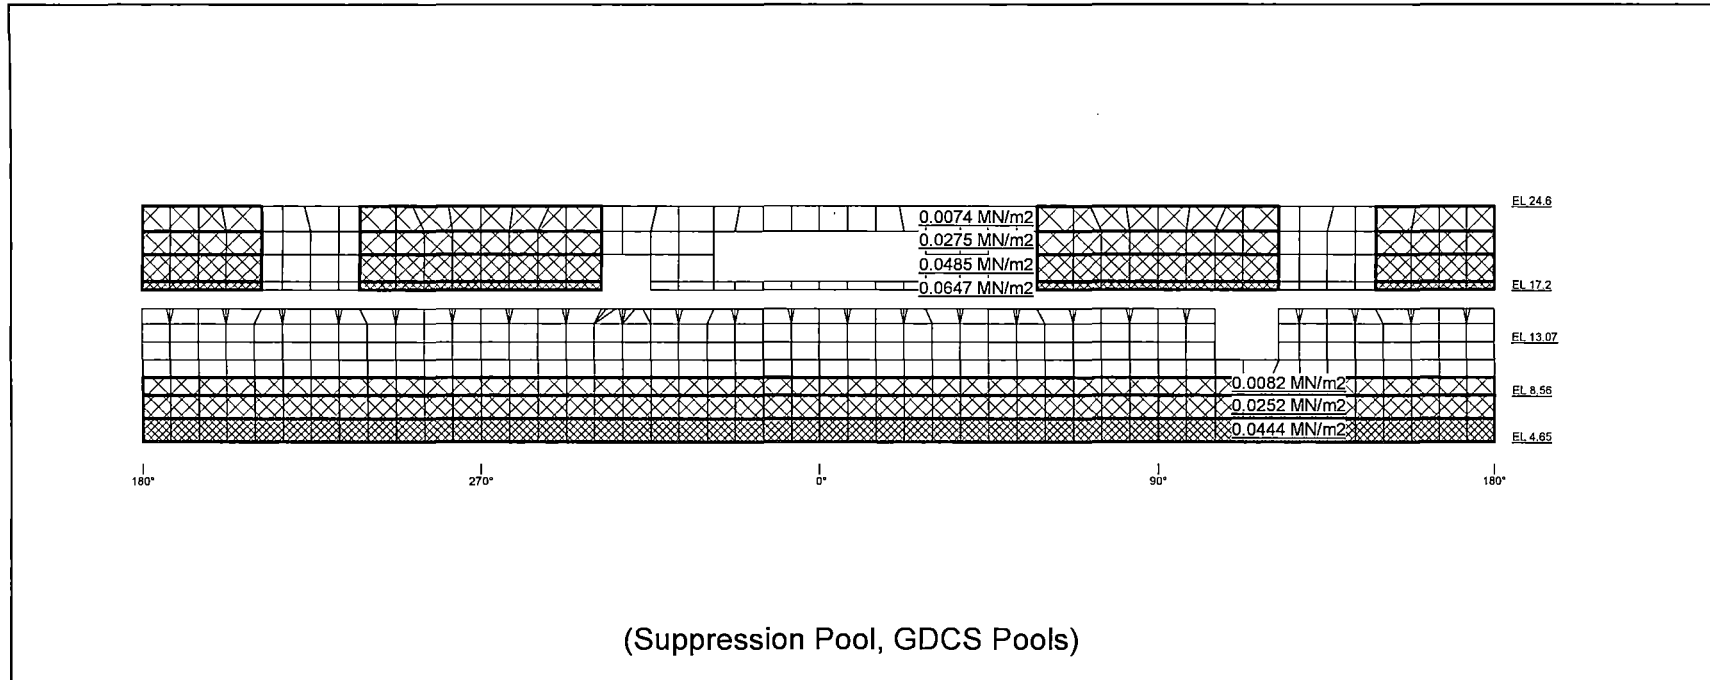 EL 24.6
0.0074 MN/m2
0.0275 MN/m2
0.0485 MN/m2
0.0647 MN/m2
EL 17.2
EL 13.07
0.0082 MN/m2
EL 8.56
0.0252 MN/m2
0.0444 MN/m2
EL 4.65
180° 270° 0° 90° 180°
(Suppression Pool, GDCS Pools)